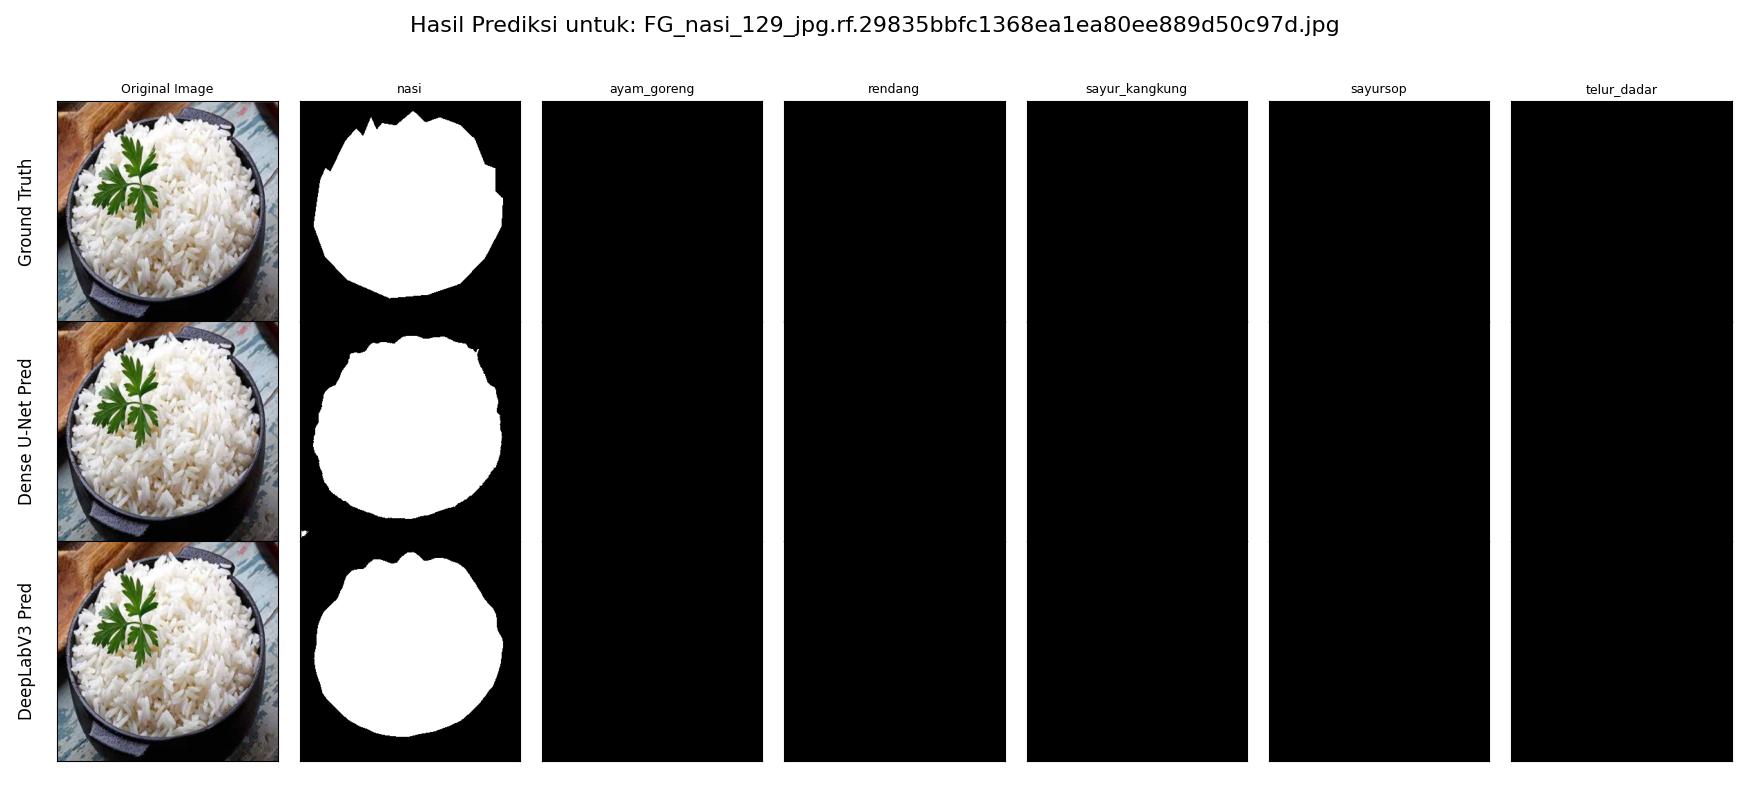 Hasil Prediksi untuk: FG_nasi_129_jpg.rf.29835bbfc1368ea1ea80ee889d50c97d.jpg
Original Image
nasi
ayam_goreng
rendang
sayur_kangkung
sayursop
telur_dadar
Ground Truth
Dense U-Net Pred
DeepLabV3 Pred